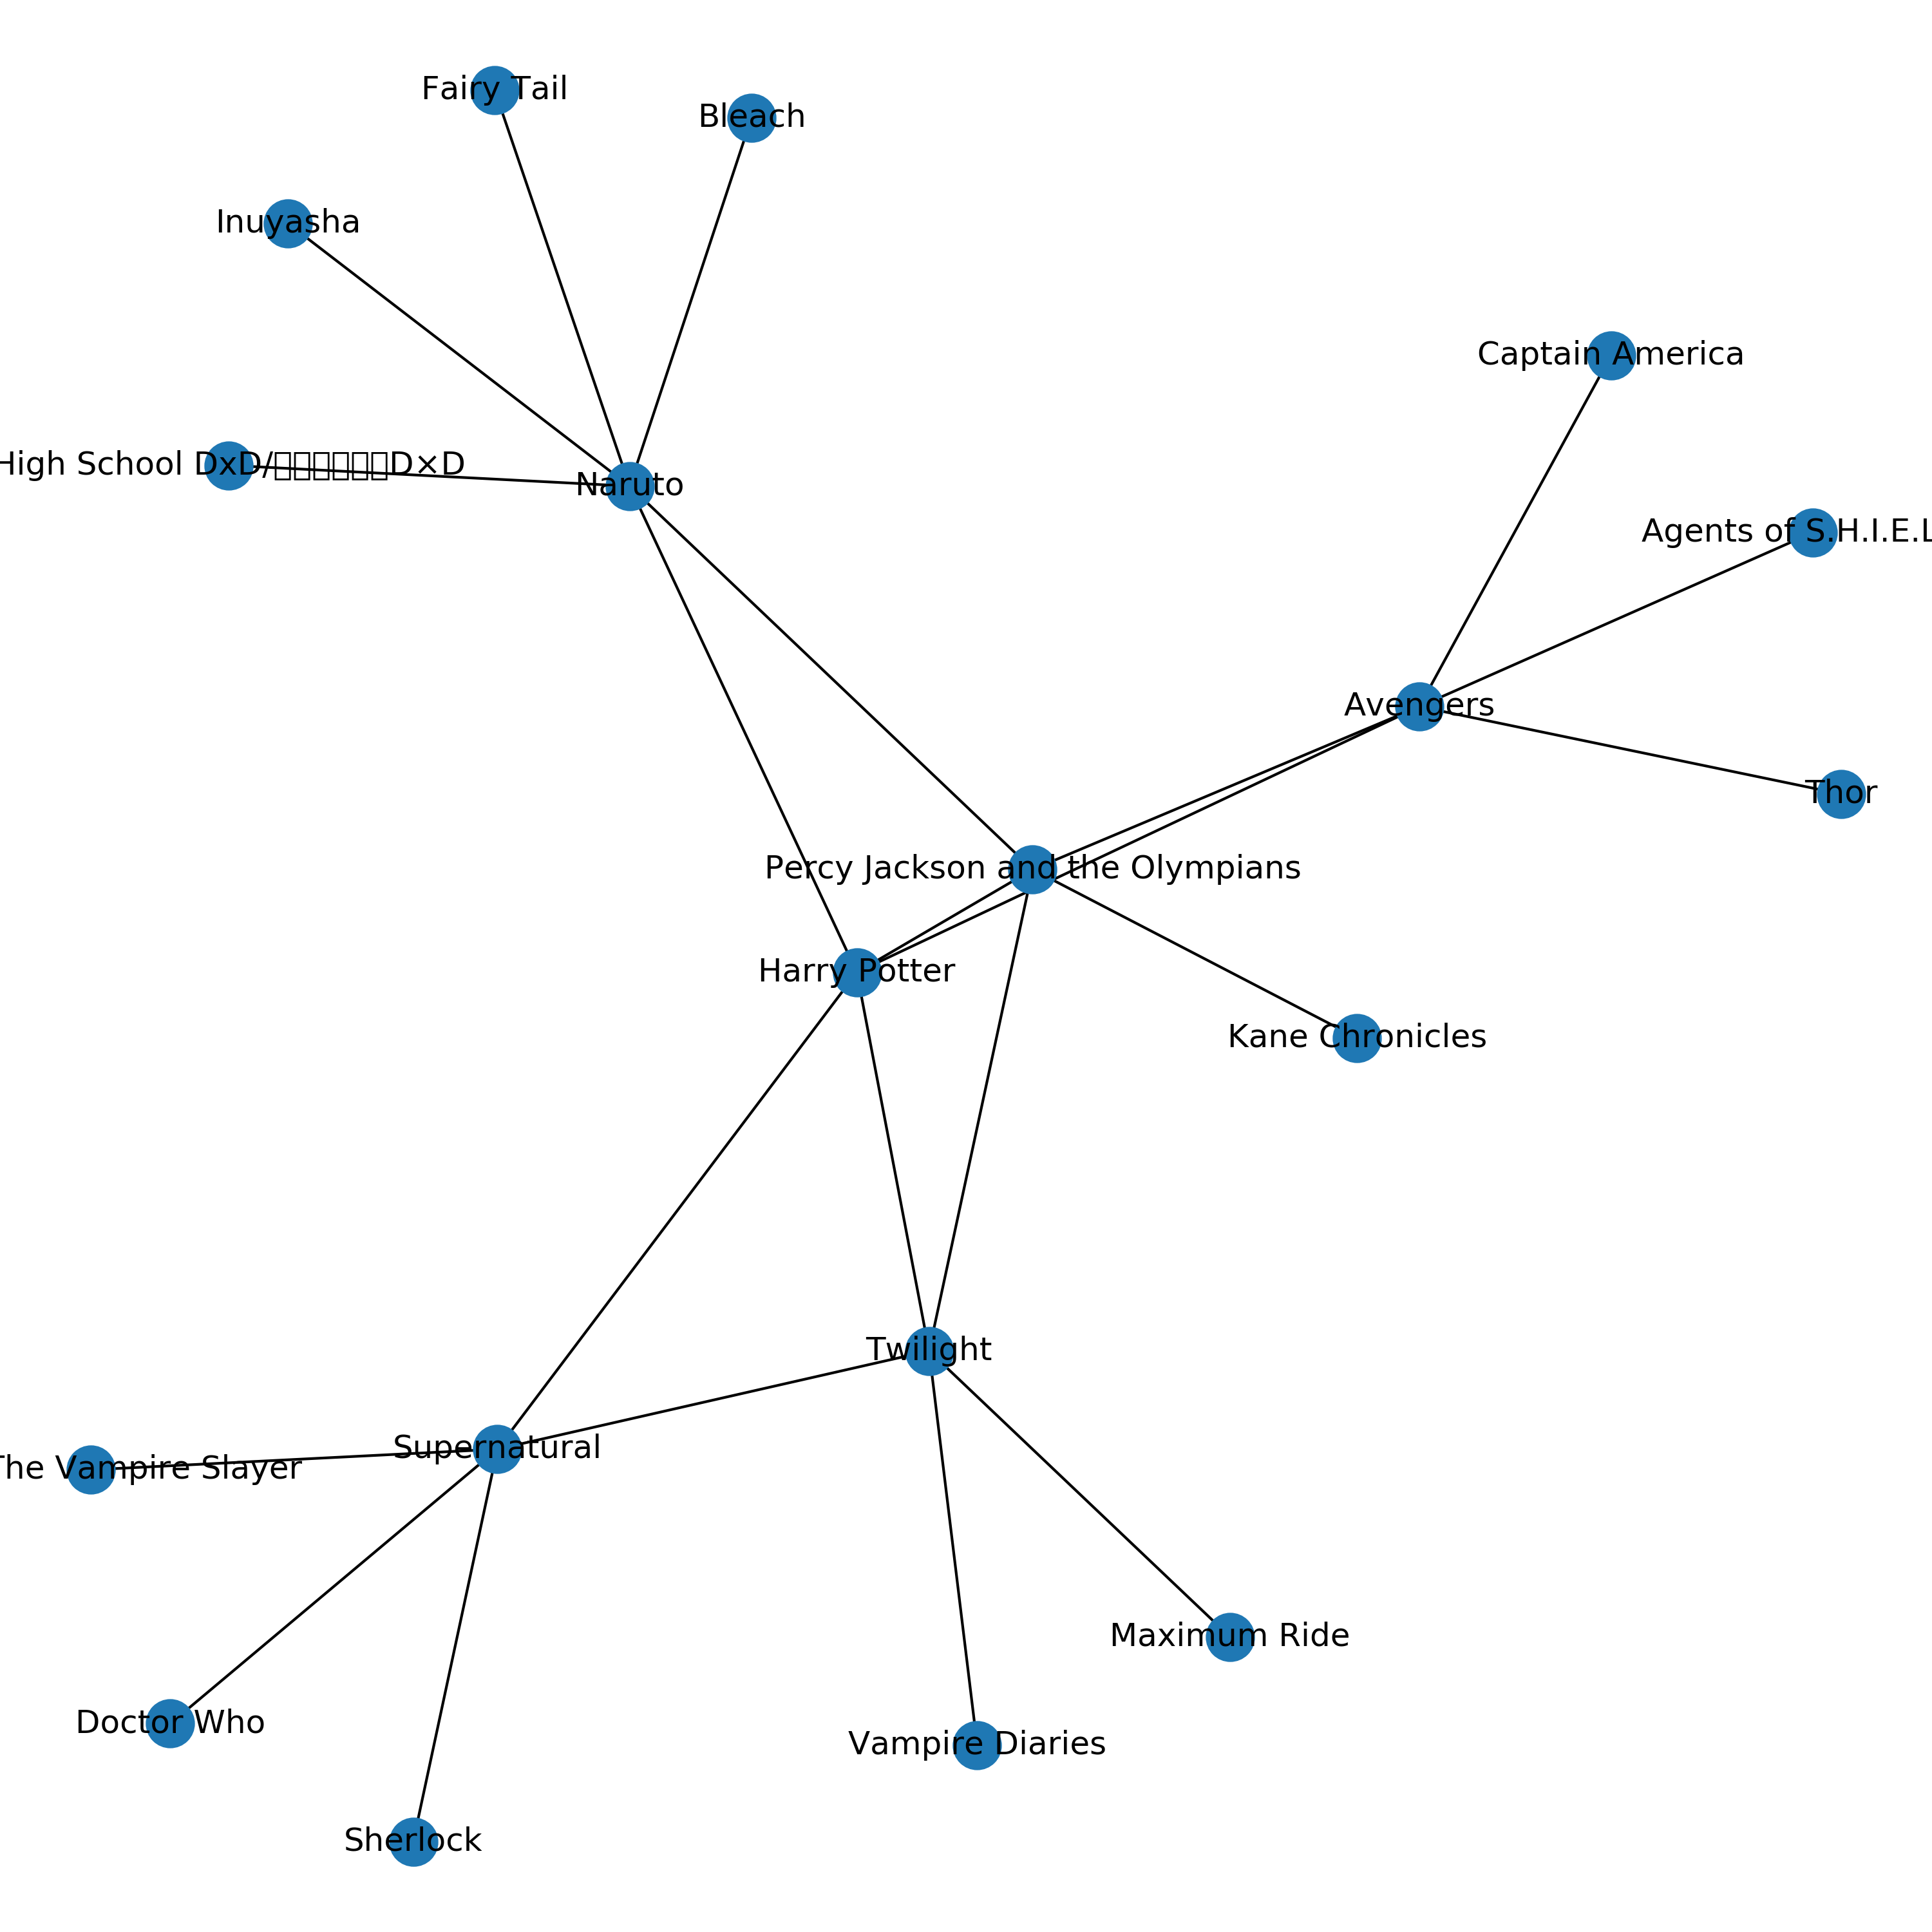 Fairy Tail
Bleach
Inuyasha
Captain America
High School DxD/□□□□□□D×D
Naruto
Agents of S.H.I.E.L
Avengers
Thor
Percy Jackson and the Olympians
Harry Potter
Kane Chronicles
Twilight
Supernatural
The Vampire Slayer
Maximum Ride
Doctor Who
Vampire Diaries
Sherlock